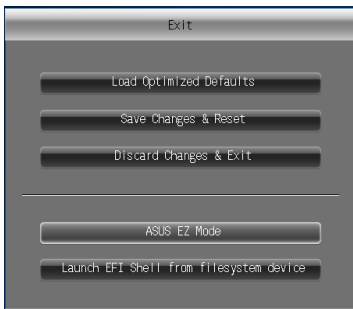 Exit
Load Optimized Defaults
Save Changes & Reset
Discard Changes & Exit
ASUS EZ Mode
Launch EFI Shell from filesystem device